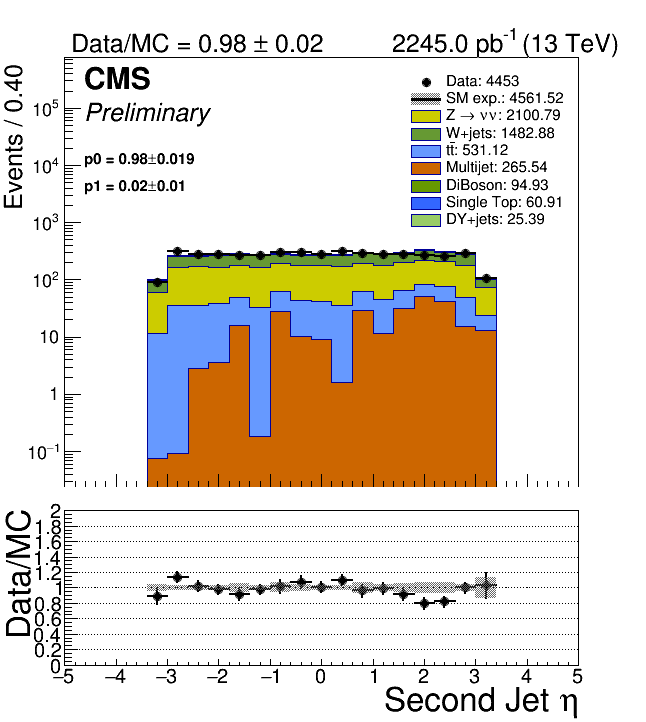 Data/MC = 0.98 ± 0.02 2245.0 pb⁻¹ (13 TeV)
CMS
Preliminary
p0 = 0.98±0.019
p1 = 0.02±0.01
Data: 4453
SM exp.: 4561.52
Z → νν: 2100.79
W+jets: 1482.88
tt̄: 531.12
Multijet: 265.54
DiBoson: 94.93
Single Top: 60.91
DY+jets: 25.39
Events / 0.40
10⁵
10⁴
10³
10²
10
1
10⁻¹
Data/MC
2
1.8
1.6
1.4
1.2
1
0.8
0.6
0.4
0.2
0
−5 −4 −3 −2 −1 0 1 2 3 4 5
Second Jet η